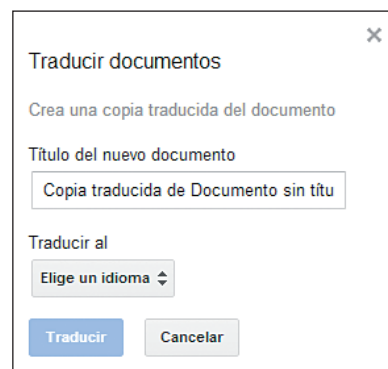 Traducir documentos
Crea una copia traducida del documento
Título del nuevo documento
Copia traducida de Documento sin títu
Traducir al
Elige un idioma
Traducir Cancelar